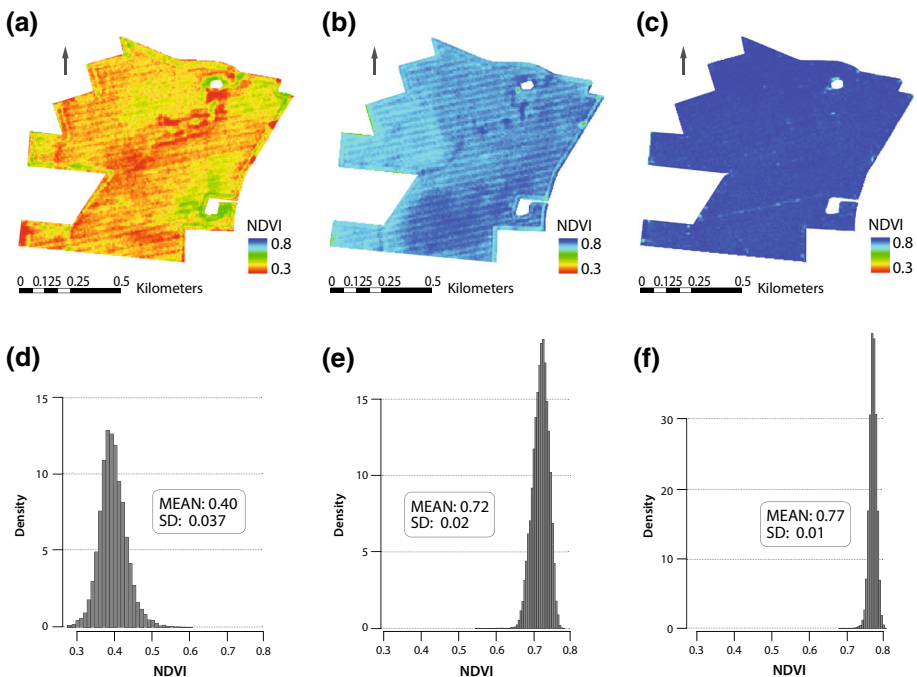 (a)
(b)
(c)
NDVI
0.8
0.3
NDVI
0.8
0.3
NDVI
0.8
0.3
0 0.125 0.25 0.5
Kilometers
0 0.125 0.25 0.5
Kilometers
0 0.125 0.25 0.5
Kilometers
(d)
15
10
5
0
Density
MEAN: 0.40
SD: 0.037
0.3 0.4 0.5 0.6 0.7 0.8
NDVI
(e)
15
10
5
0
Density
MEAN: 0.72
SD: 0.02
0.3 0.4 0.5 0.6 0.7 0.8
NDVI
(f)
30
20
10
0
Density
MEAN: 0.77
SD: 0.01
0.3 0.4 0.5 0.6 0.7 0.8
NDVI